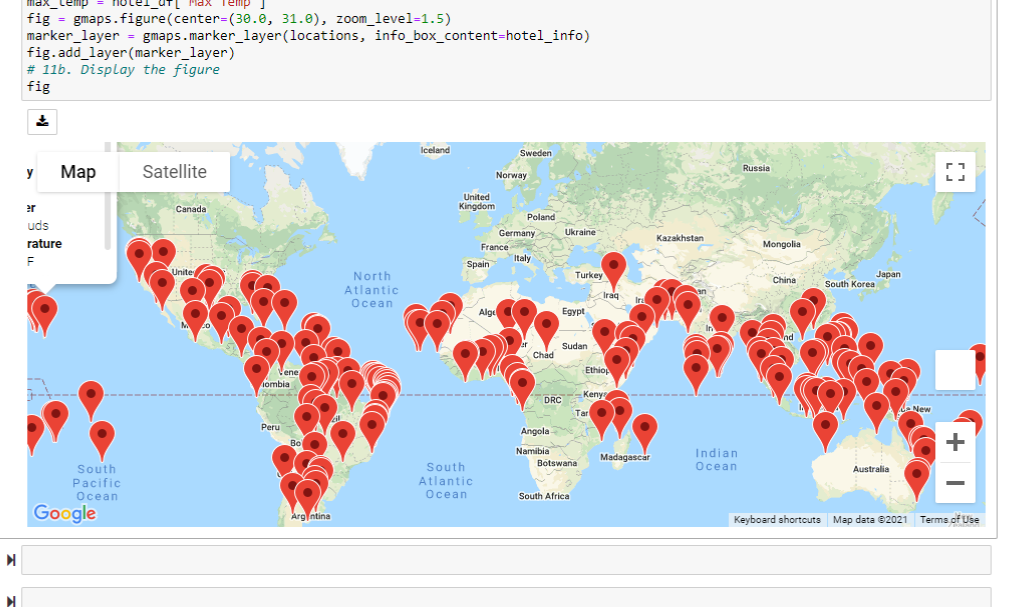 max_temp = hotel_df["Max Temp"]
fig = gmaps.figure(center=(30.0, 31.0), zoom_level=1.5)
marker_layer = gmaps.marker_layer(locations, info_box_content=hotel_info)
fig.add_layer(marker_layer)
# 11b. Display the figure
fig
y
Map
Satellite
er
uds
rature
F
Iceland
Sweden
Norway
Russia
Canada
United
Kingdom
Poland
Germany
Ukraine
Kazakhstan
Mongolia
France
Italy
Spain
Turkey
China
Japan
South Korea
Unite
North
Atlantic
Ocean
Iraq
Alge
Egypt
Chad
Sudan
Ethiop
Vene
lombia
DRC
Keny
Tan
New
Peru
Bo
Angola
Namibia
Botswana
Madagascar
Indian
Ocean
Australia
South
Pacific
Ocean
South
Atlantic
Ocean
South Africa
Argentina
Google
Keyboard shortcuts
Map data ©2021
Terms of Use